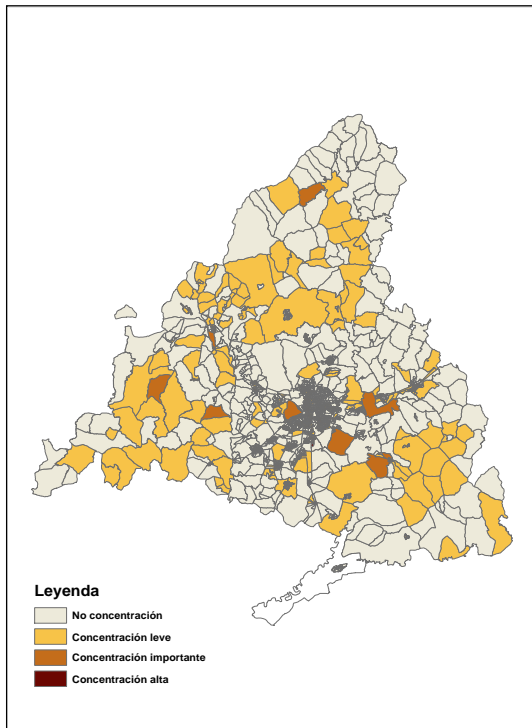 Leyenda
No concentración
Concentración leve
Concentración importante
Concentración alta